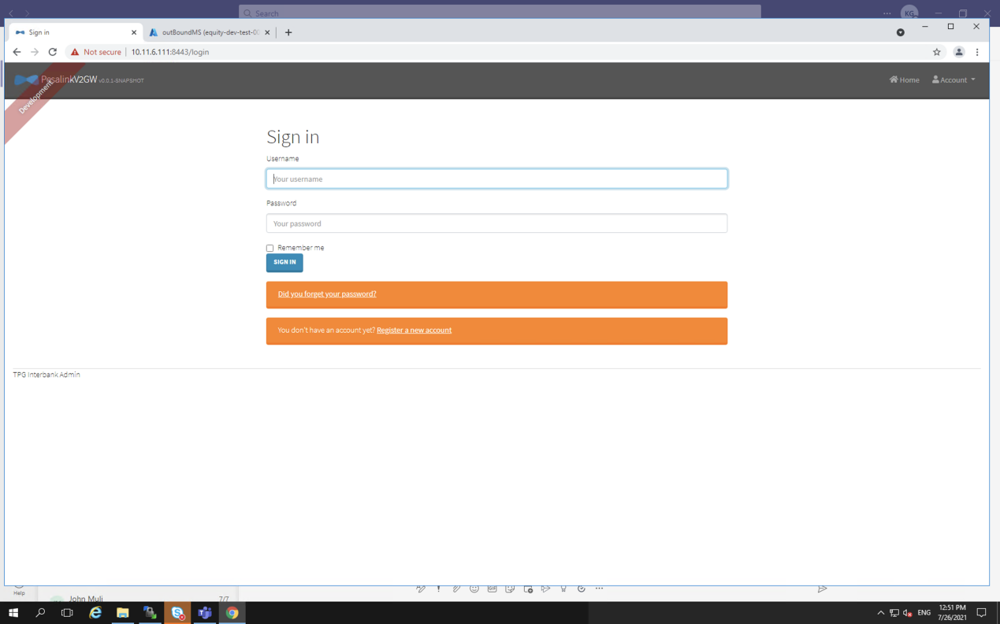 Search
KG
Sign in
outBoundMS (equity-dev-test-00
Not secure
10.11.6.111:8443/login
PesalinkV2GW v0.0.1-SNAPSHOT
Home
Account
Development
Sign in
Username
Your username
Password
Your password
Remember me
SIGN IN
Did you forget your password?
You don't have an account yet? Register a new account
TPG Interbank Admin
Help
GIF
John Muli
7/7
ENG
12:51 PM
7/26/2021